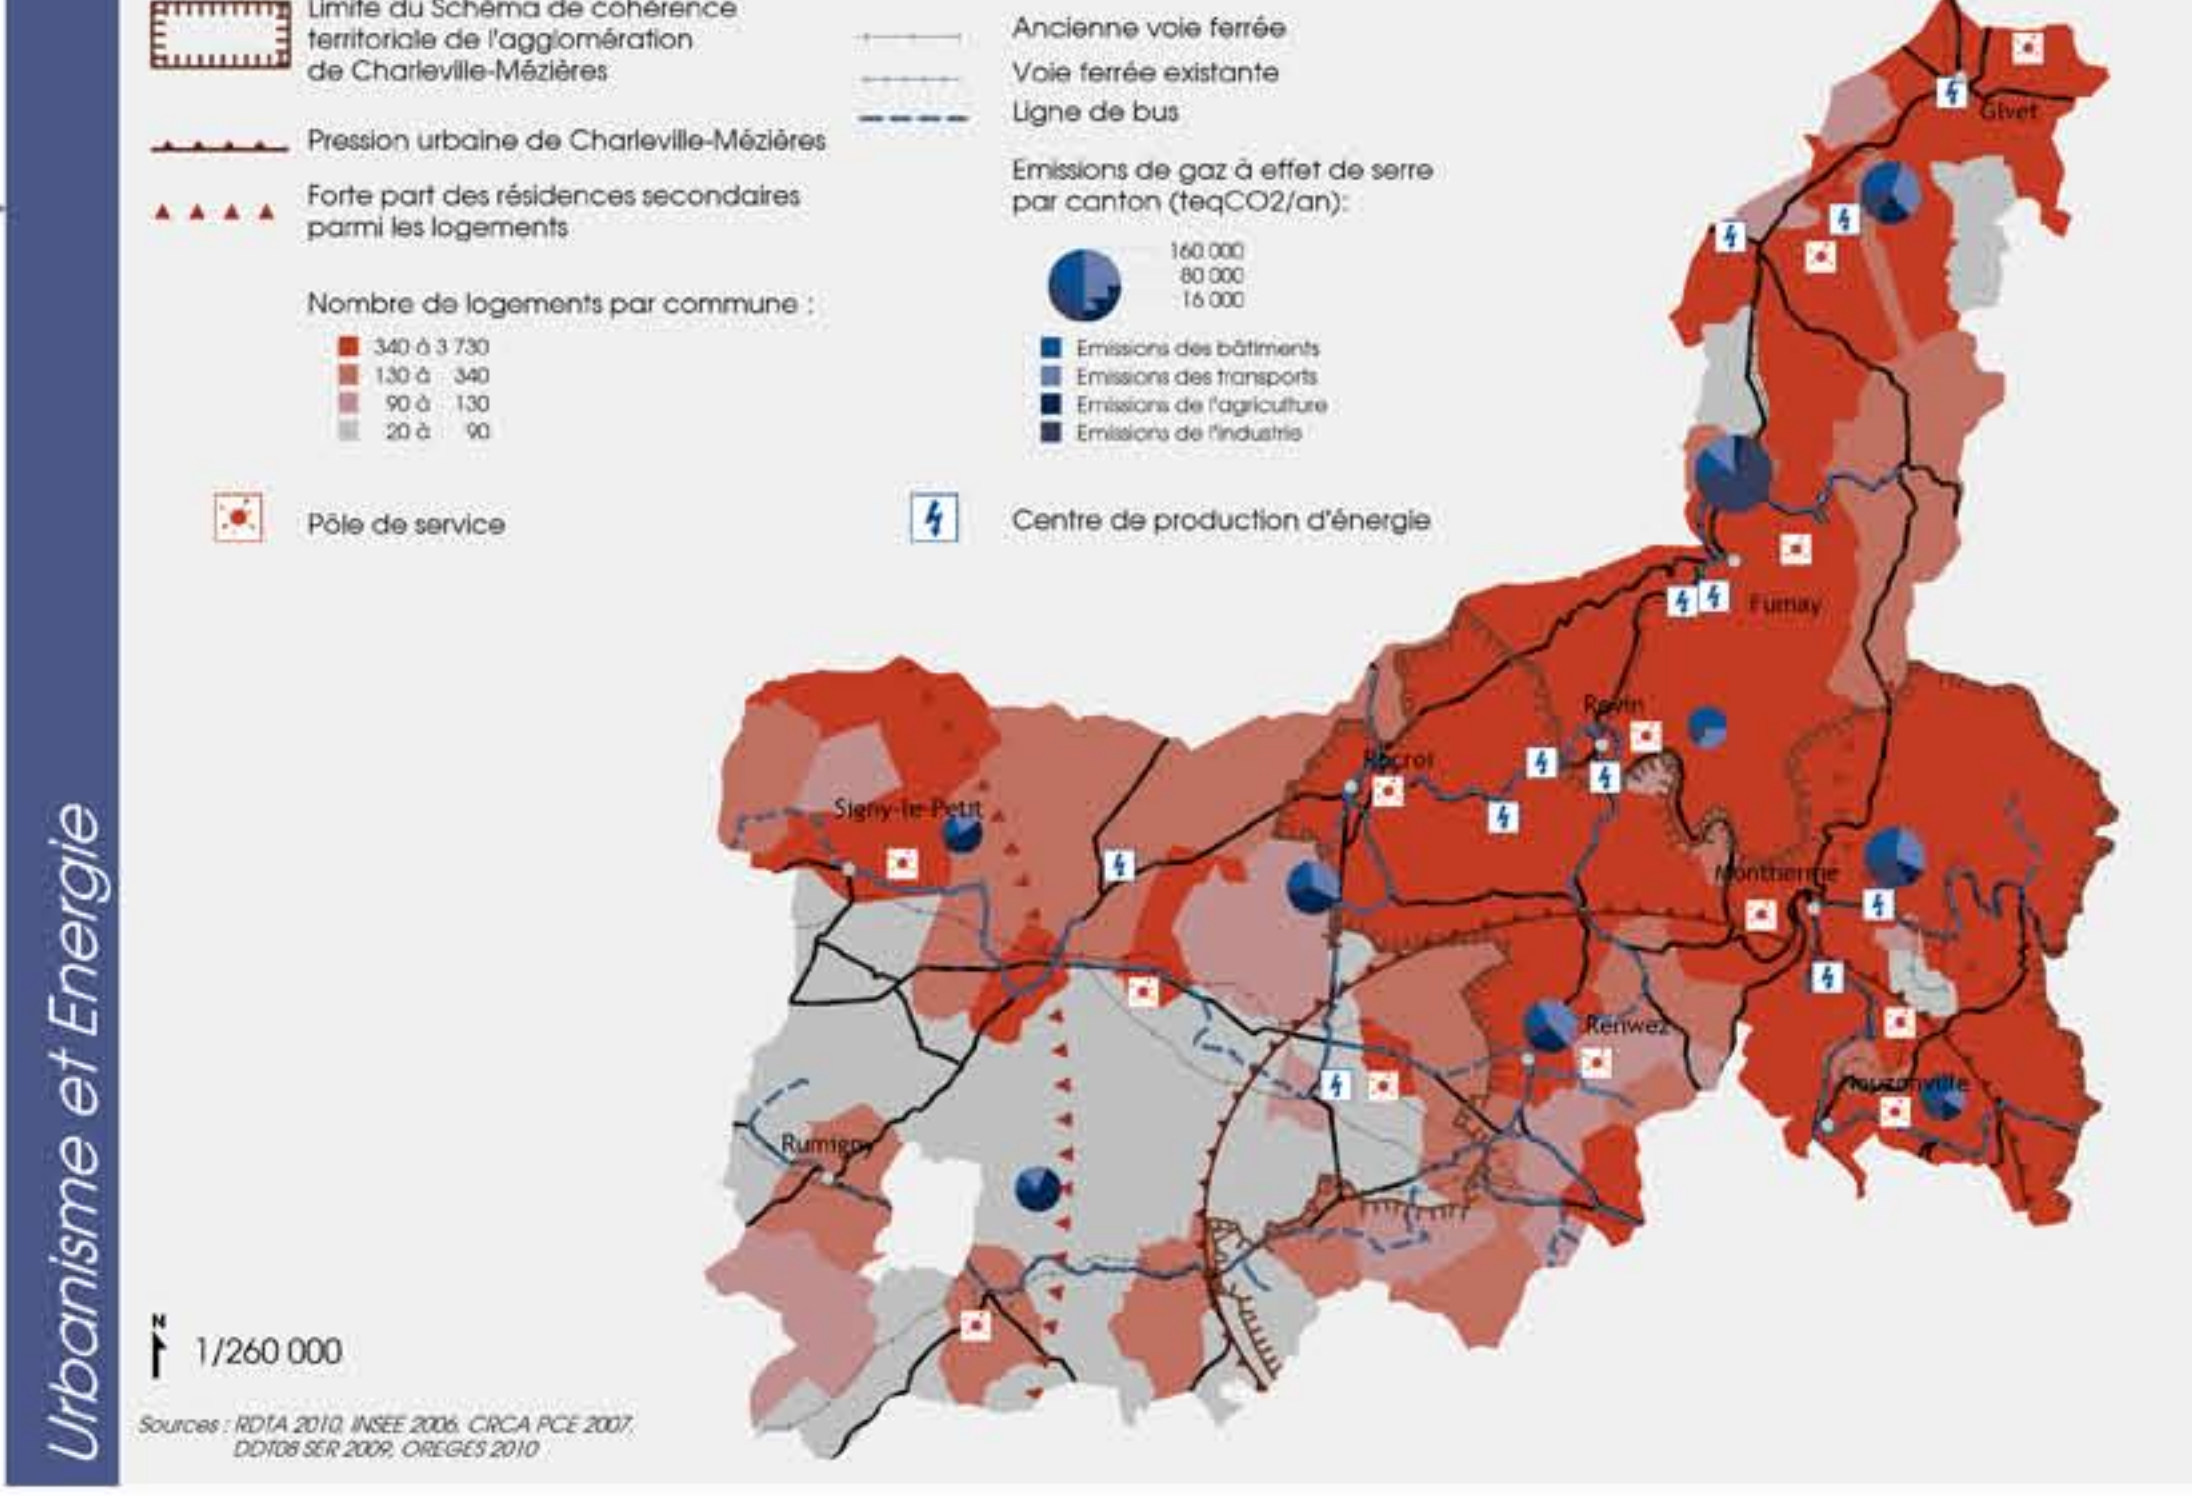 Limite du Schéma de cohérence
territoriale de l'agglomération
de Charleville-Mézières
Pression urbaine de Charleville-Mézières
Forte part des résidences secondaires
parmi les logements
Nombre de logements par commune :
340 à 3 730
130 à 340
90 à 130
20 à 90
Pôle de service
Ancienne voie ferrée
Voie ferrée existante
Ligne de bus
Emissions de gaz à effet de serre
par canton (teqCO2/an):
160 000
80 000
16 000
Emissions des bâtiments
Emissions des transports
Emissions de l'agriculture
Emissions de l'industrie
Centre de production d'énergie
Givet
Fumay
Revin
Rocroi
Signy-le-Petit
Monthermé
Renwez
Nouzonville
Rumigny
Urbanisme et Energie
N
1/260 000
Sources : RDTA 2010, INSEE 2006, CRCA PCE 2007,
DDT08 SER 2009, OREGES 2010